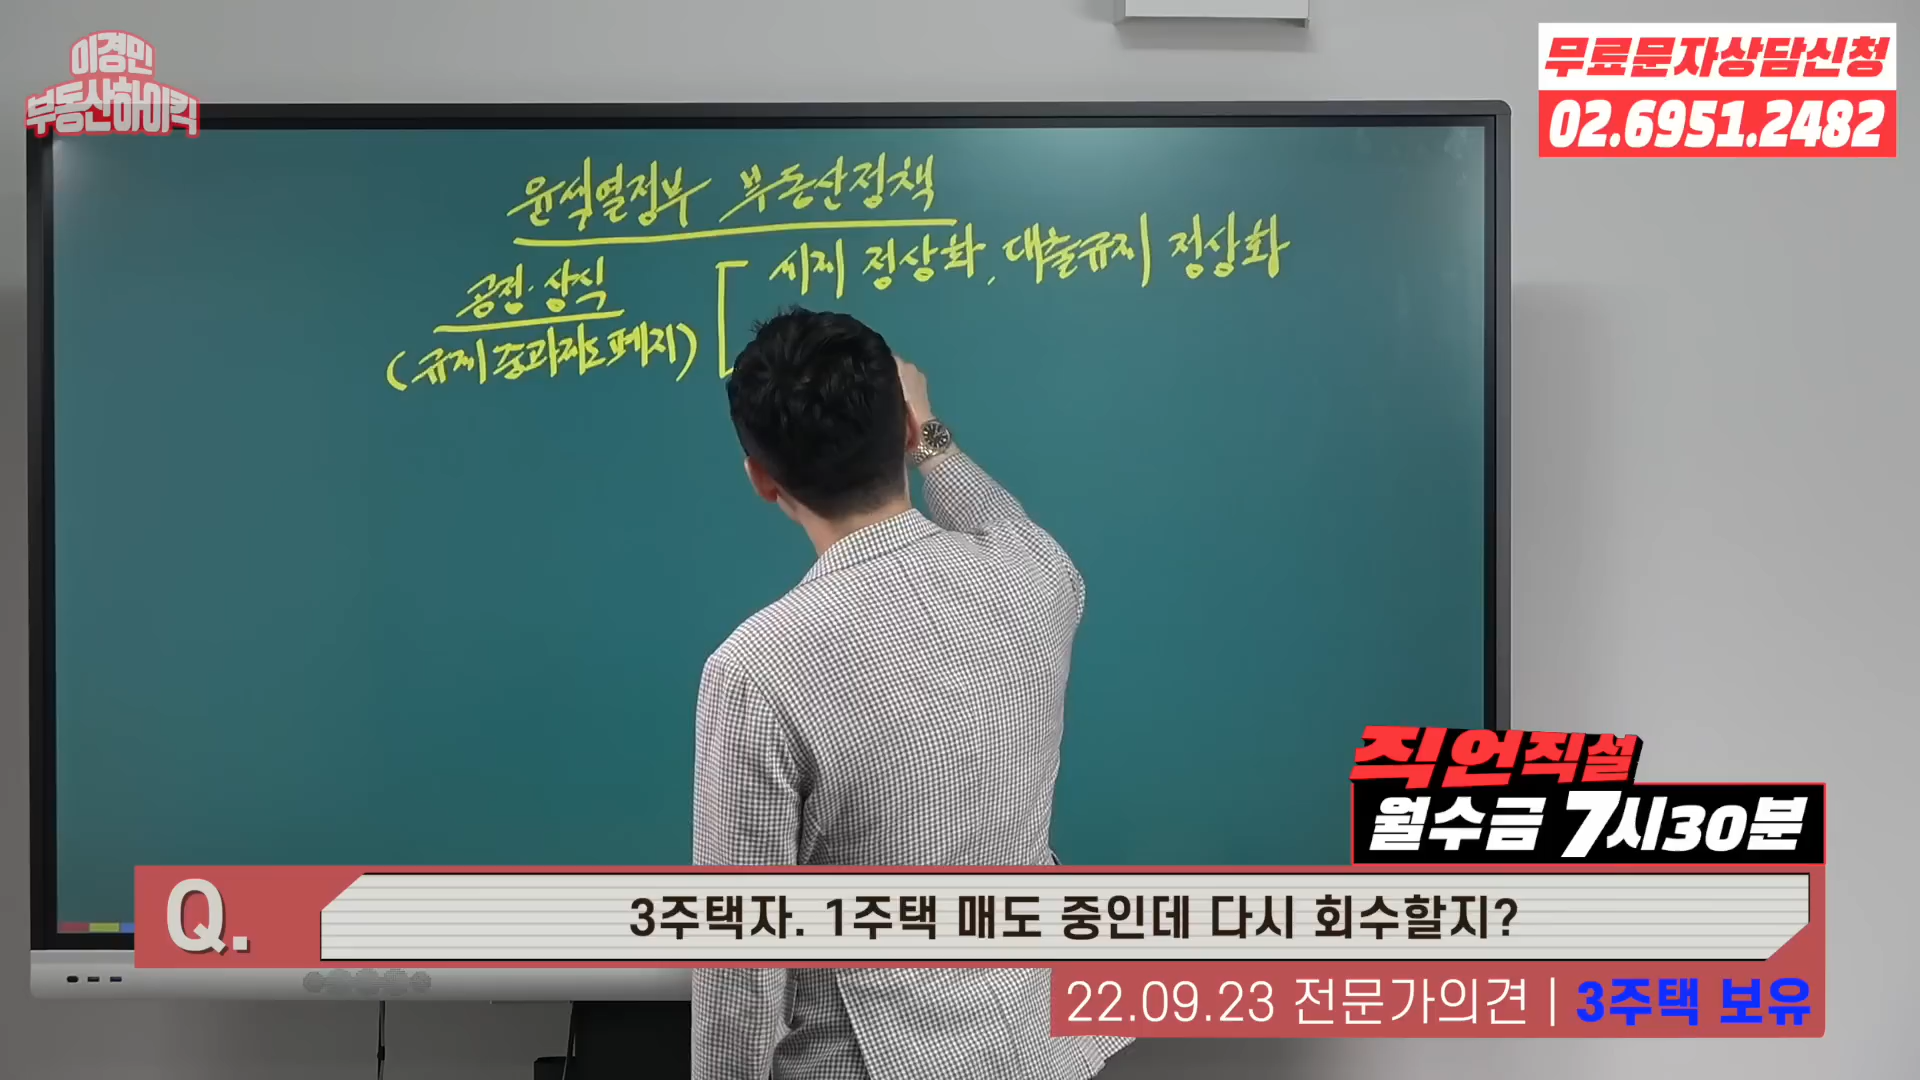 이경민
부동산하이킥
무료문자상담신청
02.6951.2482
윤석열정부 부동산정책
공정·상식
(규제 중과제도 폐지)
세제 정상화, 대출규제 정상화
직언직설
월수금 7시30분
Q.
3주택자. 1주택 매도 중인데 다시 회수할지?
22.09.23 전문가의견 | 3주택 보유